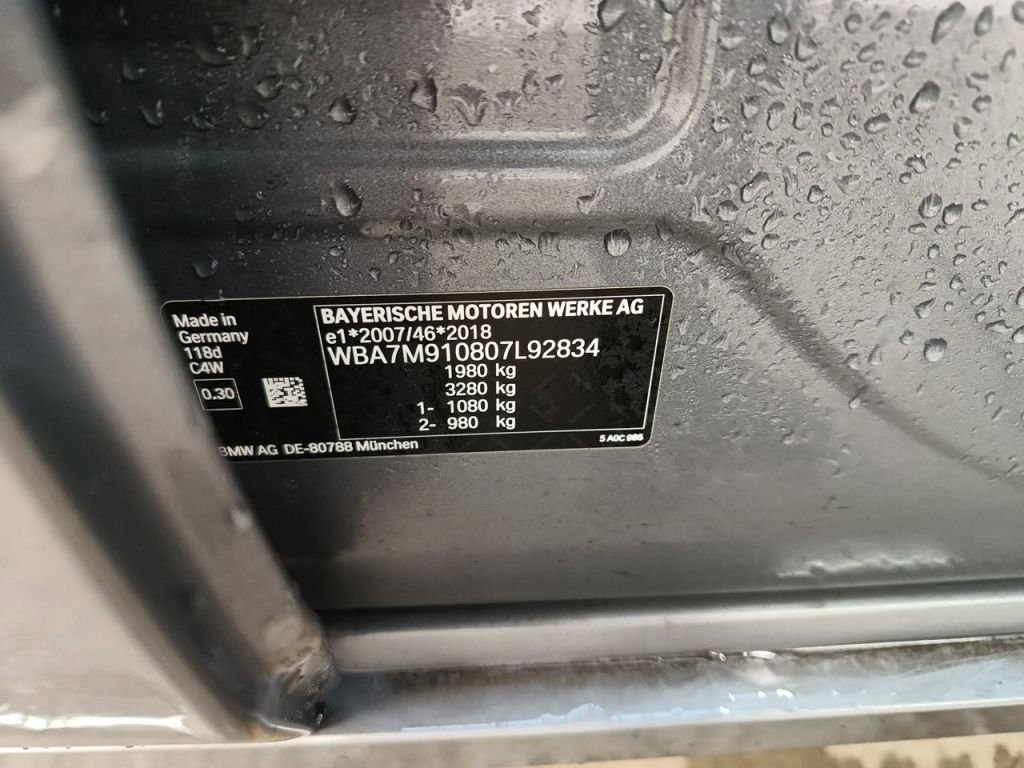 Made in
Germany
118d
C4W
0.30
BAYERISCHE MOTOREN WERKE AG
e1*2007/46*2018
WBA7M910807L92834
1980 kg
3280 kg
1- 1080 kg
2- 980 kg
BMW AG DE-80788 München
5 A0C 986